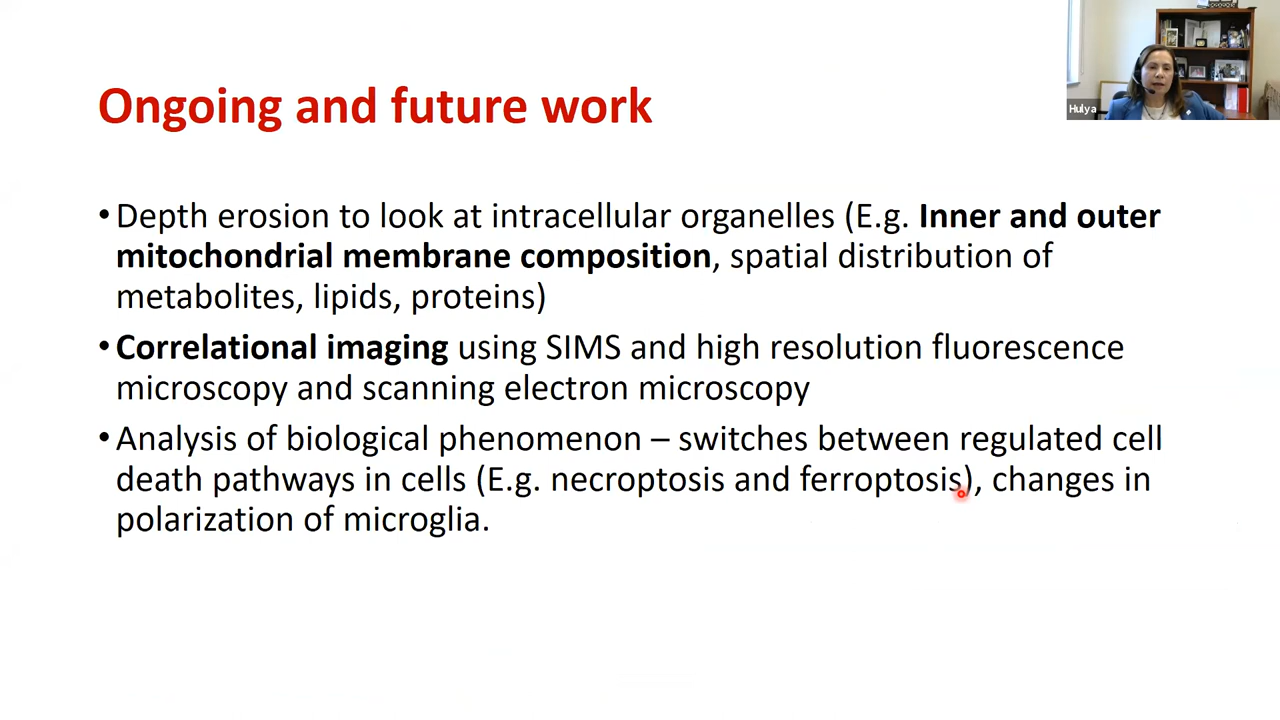 Ongoing and future work
Hulya
•Depth erosion to look at intracellular organelles (E.g. Inner and outer
mitochondrial membrane composition, spatial distribution of
metabolites, lipids, proteins)
•Correlational imaging using SIMS and high resolution fluorescence
microscopy and scanning electron microscopy
•Analysis of biological phenomenon – switches between regulated cell
death pathways in cells (E.g. necroptosis and ferroptosis), changes in
polarization of microglia.